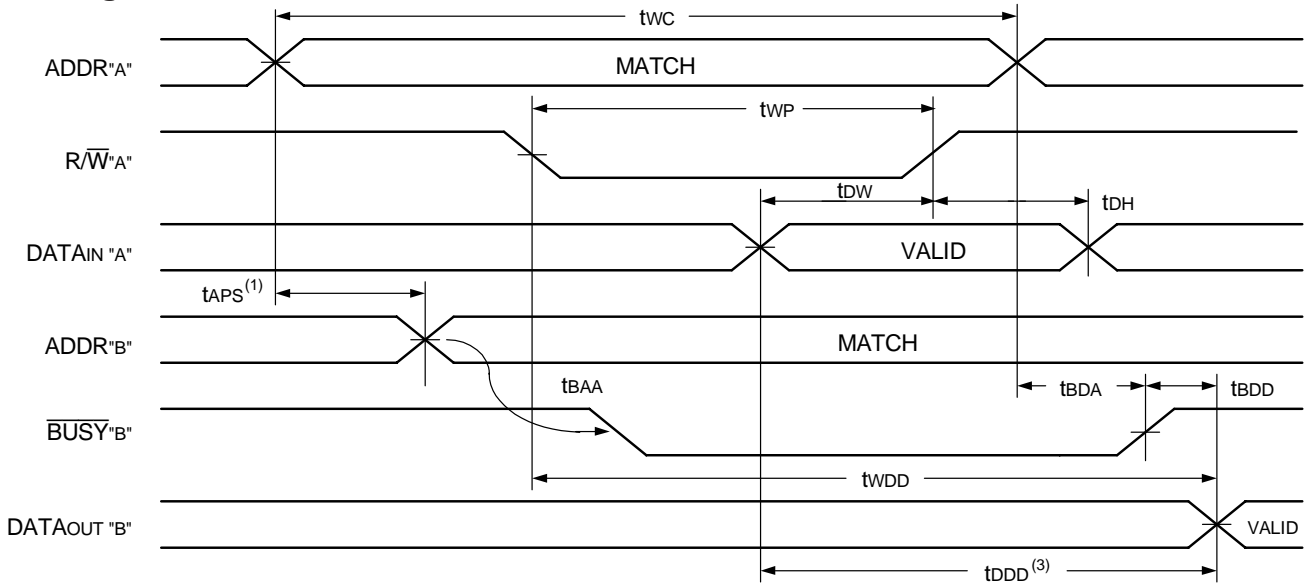 tWC
ADDR"A"
MATCH
tWP
R/W̅"A"
tDW
tDH
DATAIN "A"
VALID
tAPS(1)
ADDR"B"
MATCH
tBAA
tBDA
tBDD
B̅U̅S̅Y̅"B"
tWDD
DATAOUT "B"
VALID
tDDD(3)